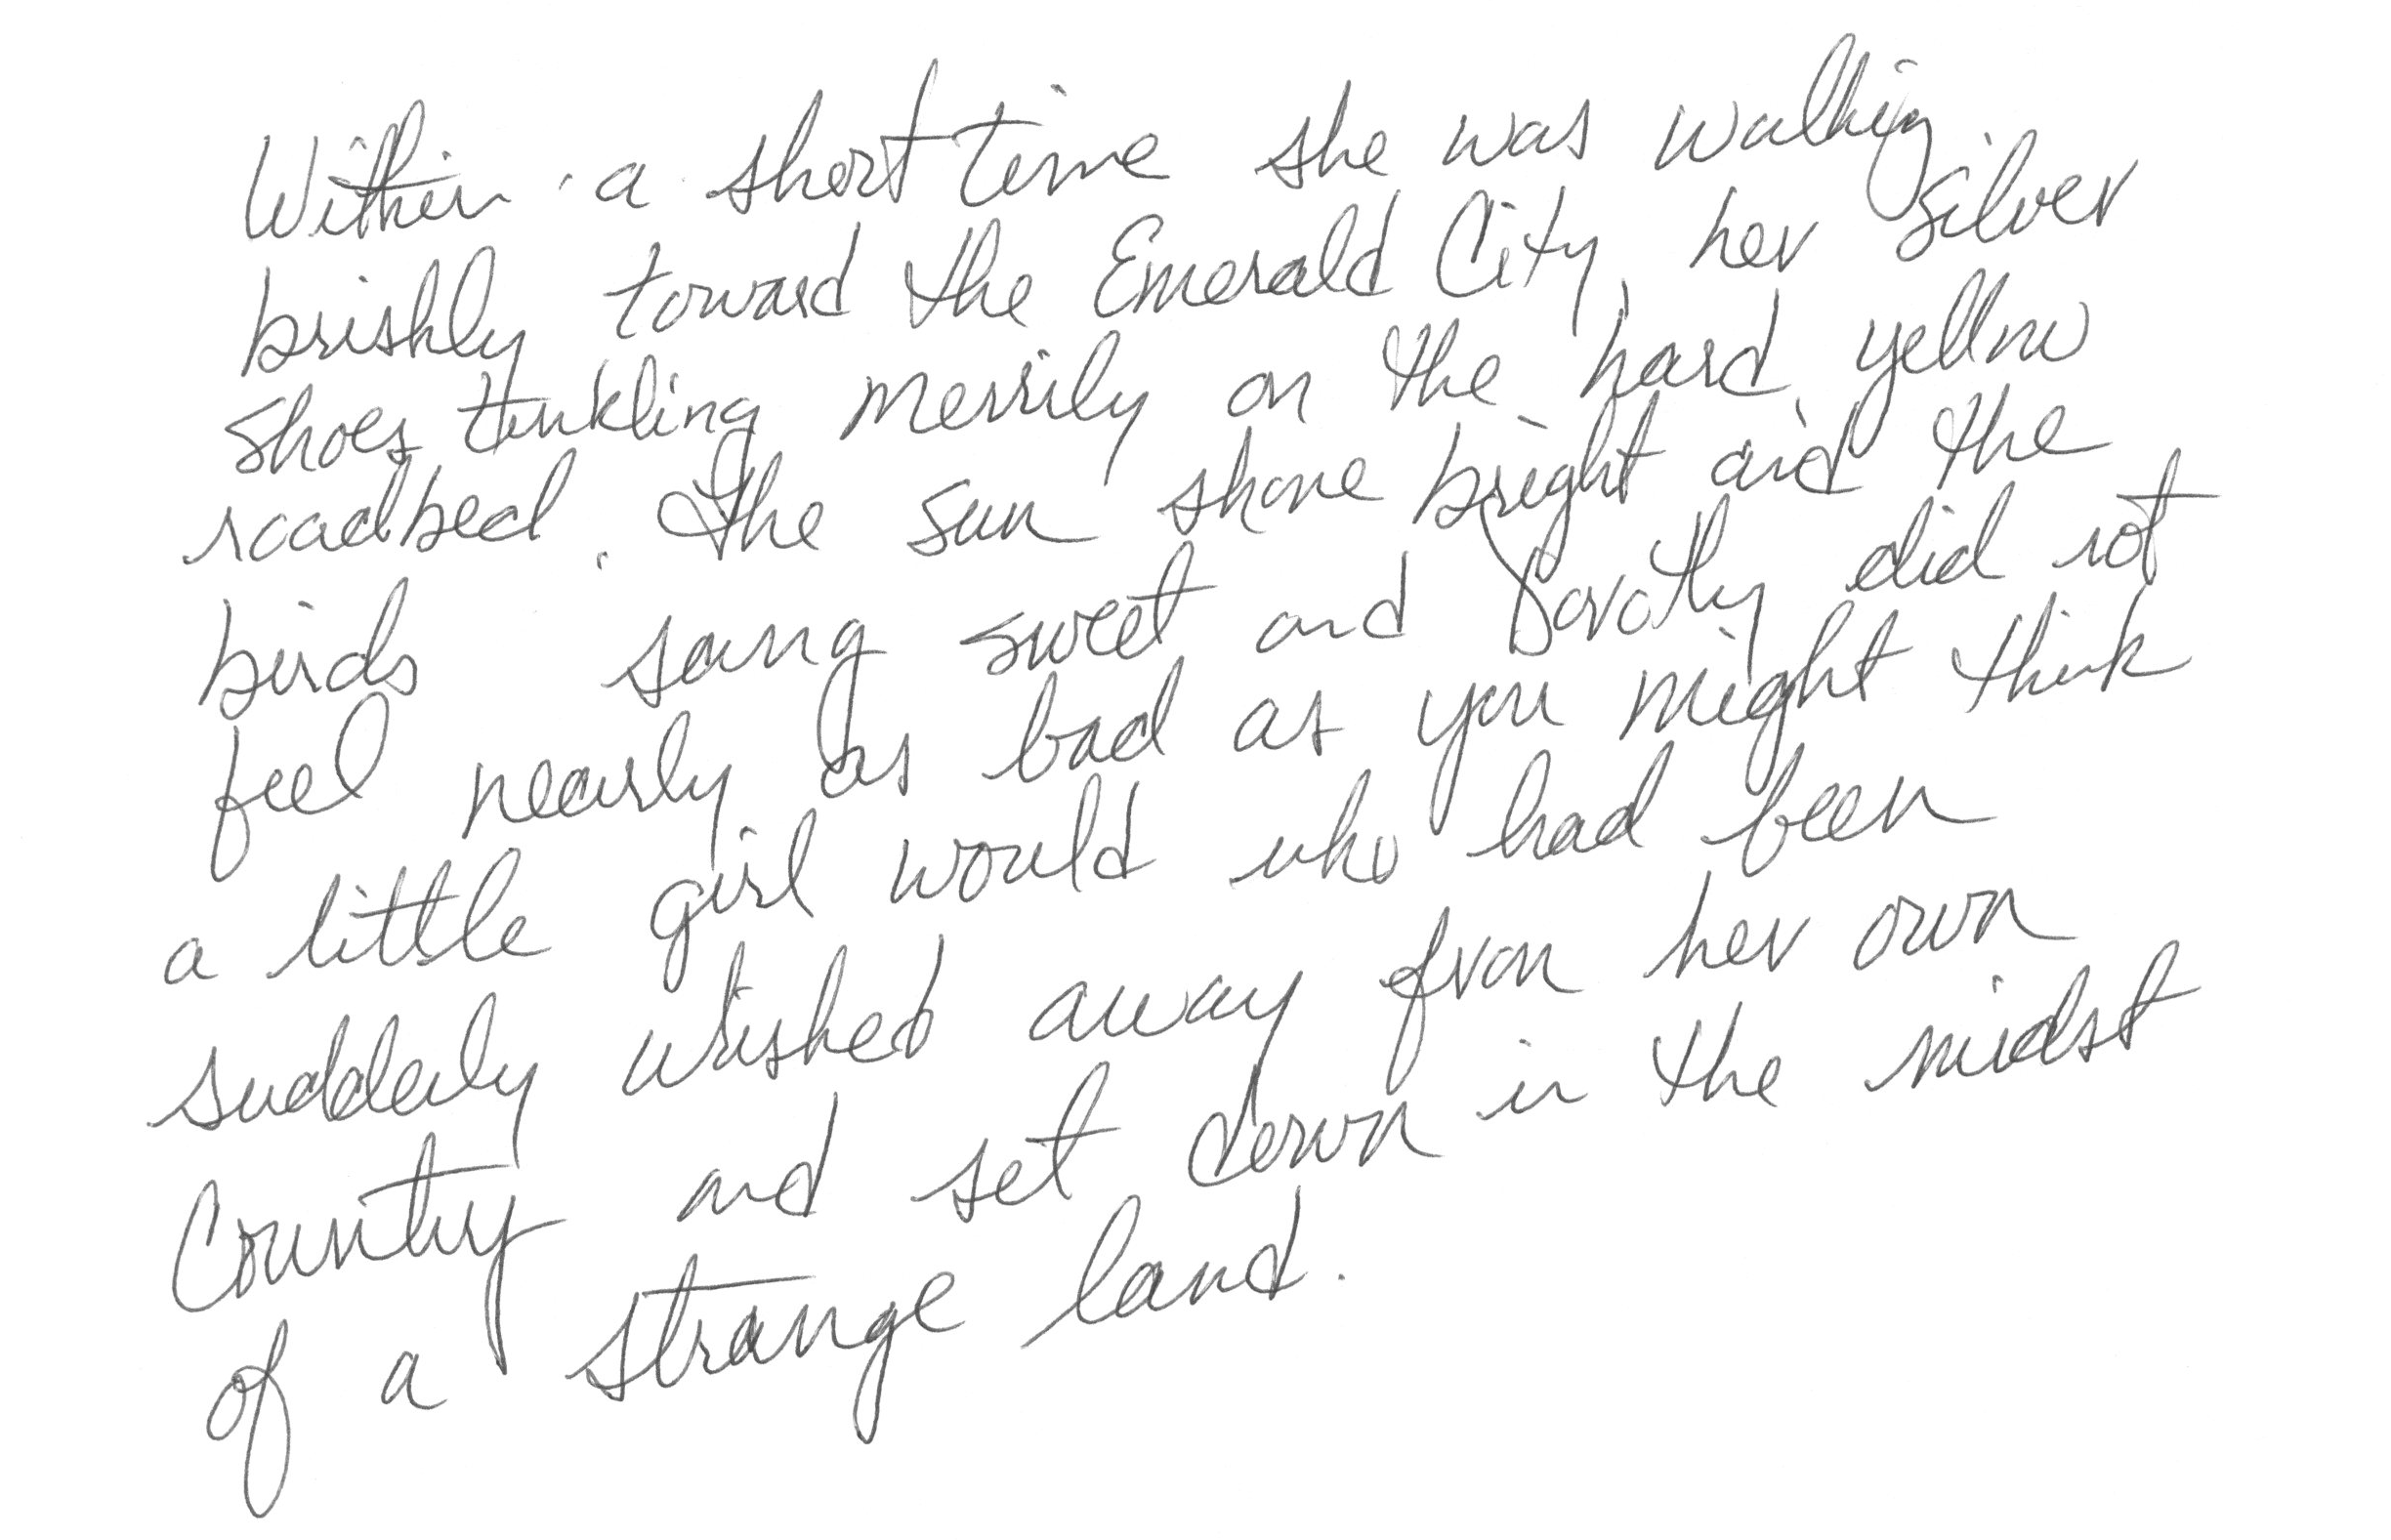 Within a short time she was walking
briskly toward the Emerald City, her silver
shoes tinkling merrily on the hard, yellow
roadbed. The sun shone bright and the
birds sang sweet and Dorothy did not
feel nearly as bad as you might think
a little girl would who had been
suddenly wished away from her own
Country and set down in the midst
of a strange land.